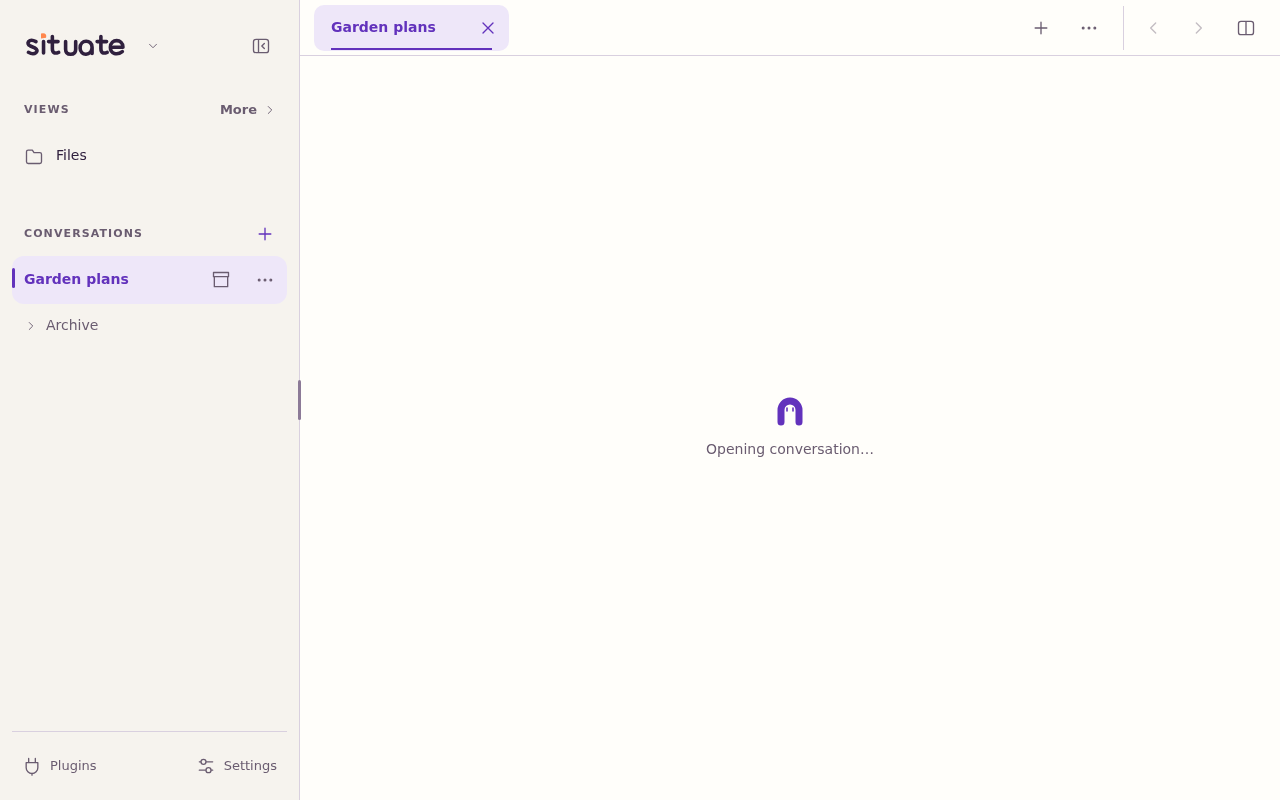 situate
VIEWS
More
Files
CONVERSATIONS
Garden plans
Archive
Plugins
Settings
Garden plans
Opening conversation...